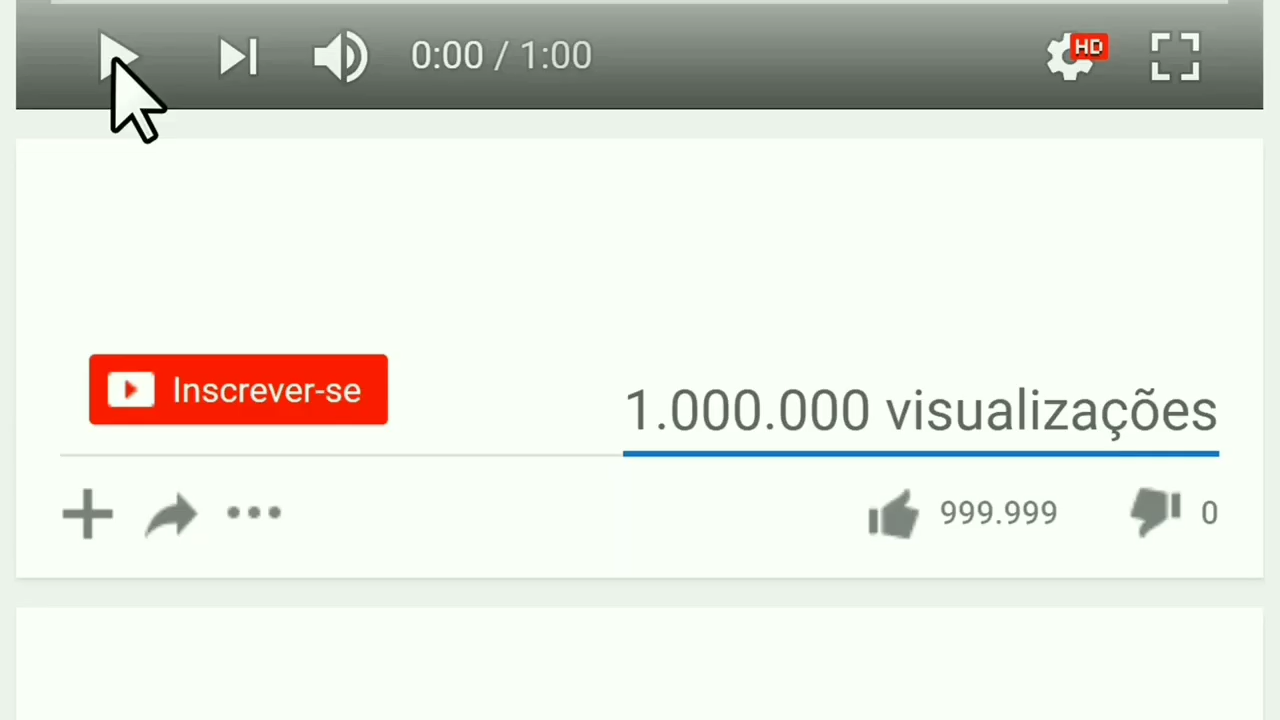 0:00 / 1:00
HD
Inscrever-se
1.000.000 visualizações
999.999
0